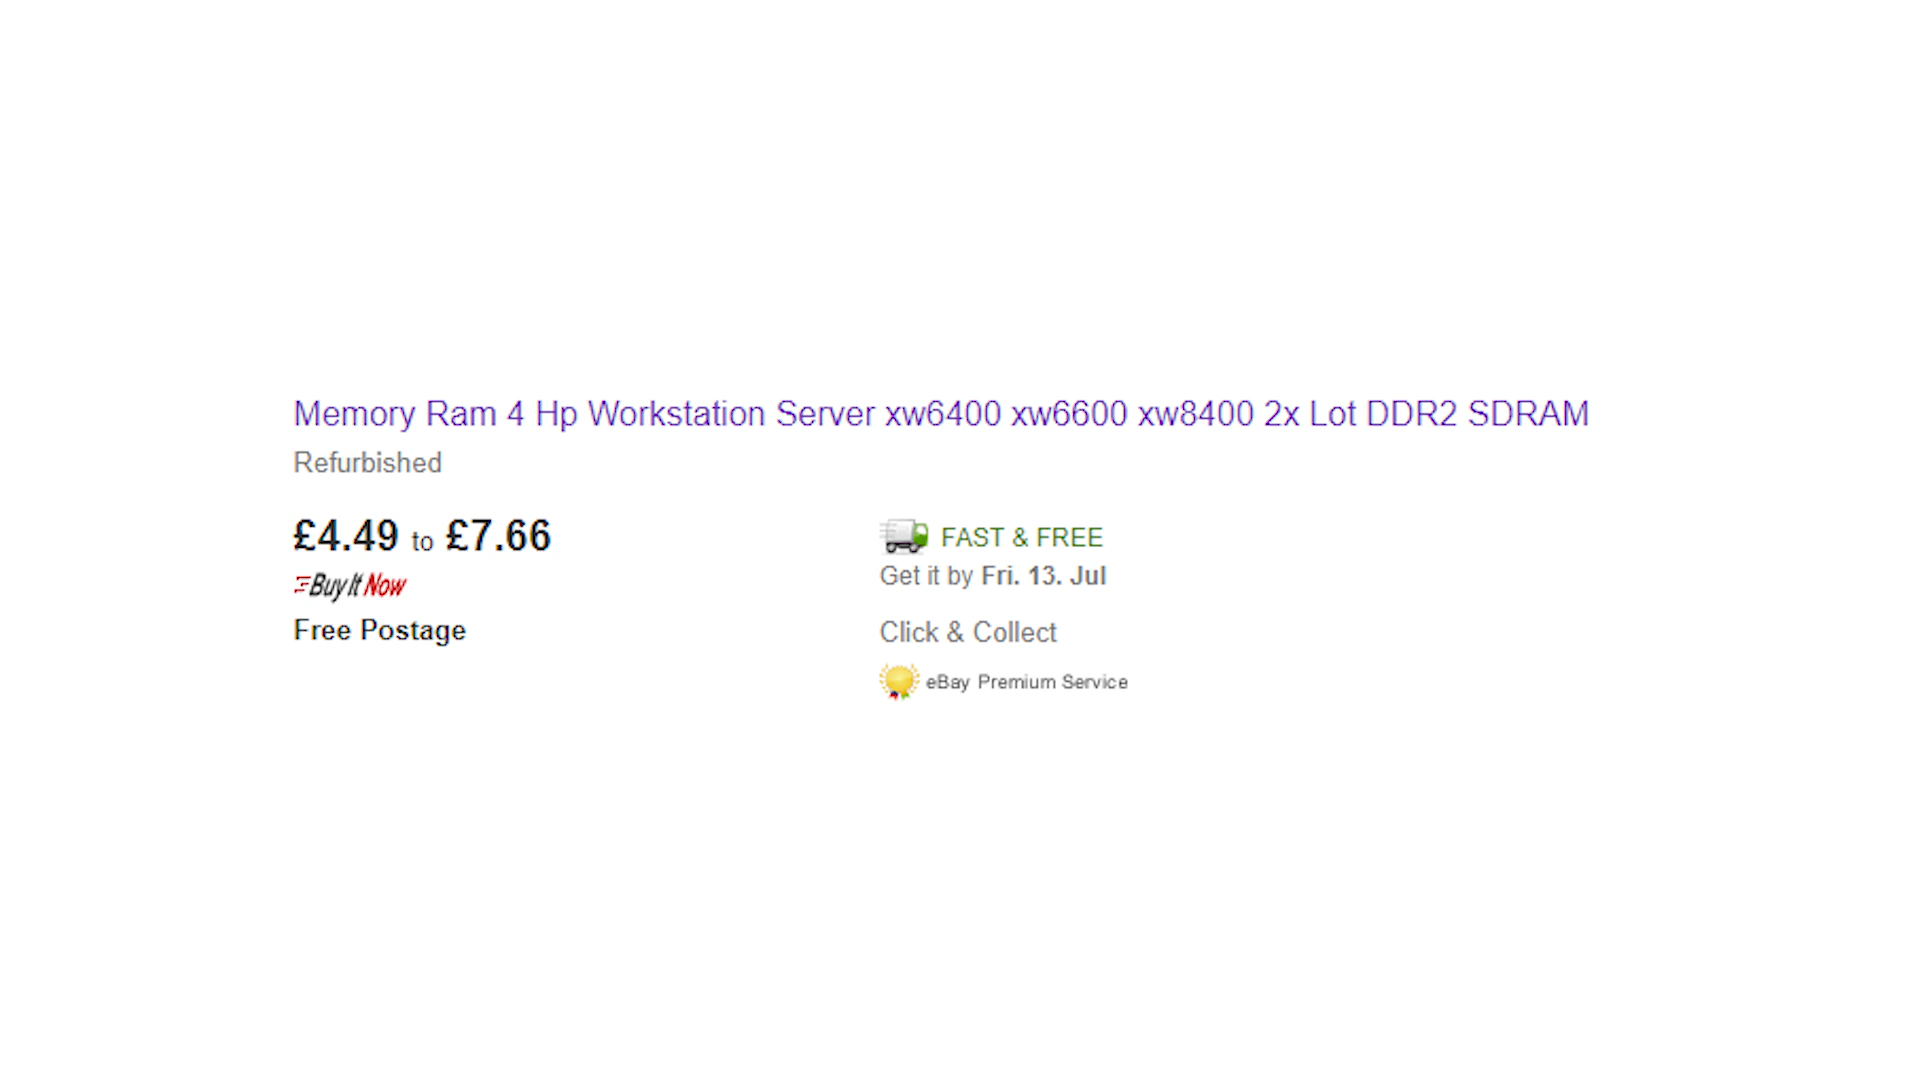 Memory Ram 4 Hp Workstation Server xw6400 xw6600 xw8400 2x Lot DDR2 SDRAM
Refurbished
£4.49 to £7.66
Buy It Now
Free Postage
FAST & FREE
Get it by Fri. 13. Jul
Click & Collect
eBay Premium Service